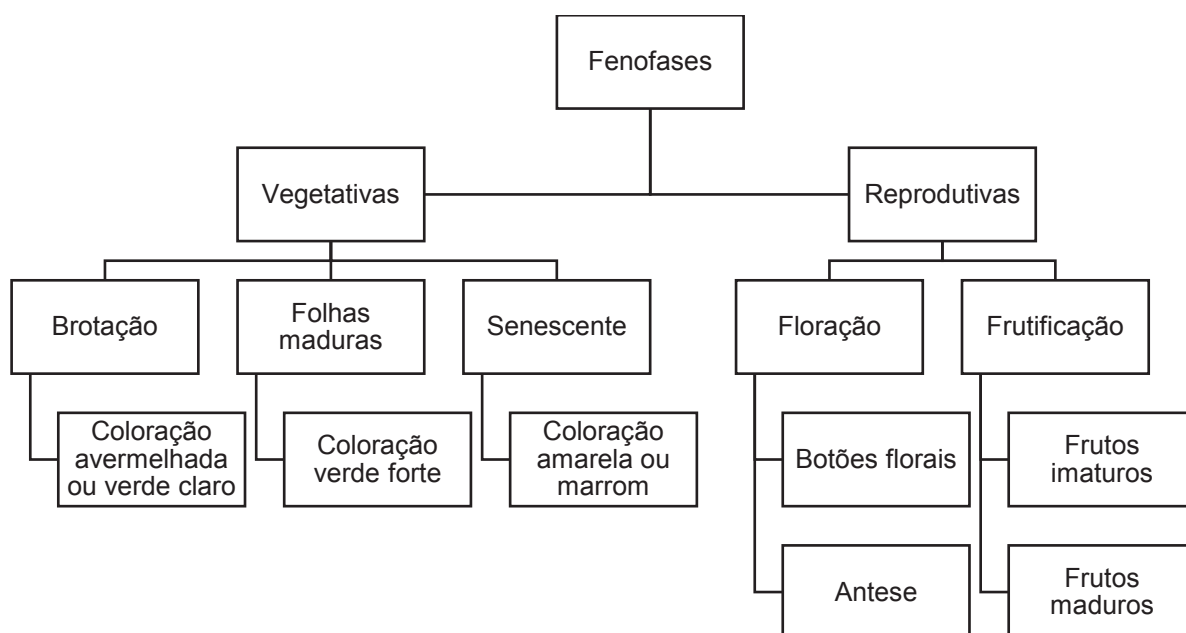 Fenofases
Vegetativas
Reprodutivas
Brotação
Folhas
maduras
Senescente
Floração
Frutificação
Coloração
avermelhada
ou verde claro
Coloração
verde forte
Coloração
amarela ou
marrom
Botões florais
Frutos
imaturos
Antese
Frutos
maduros